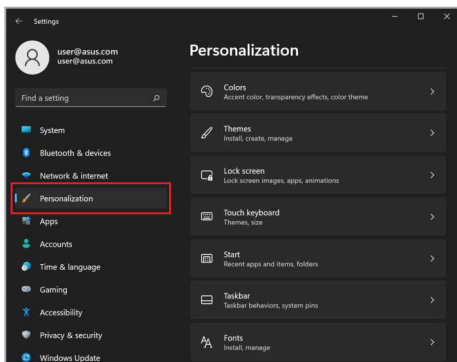 Settings
user@asus.com
user@asus.com
Find a setting
System
Bluetooth & devices
Network & internet
Personalization
Apps
Accounts
Time & language
Gaming
Accessibility
Privacy & security
Windows Update
Personalization
Colors
Accent color, transparency effects, color theme
Themes
Install, create, manage
Lock screen
Lock screen images, apps, animations
Touch keyboard
Themes, size
Start
Recent apps and items, folders
Taskbar
Taskbar behaviors, system pins
Fonts
Install, manage